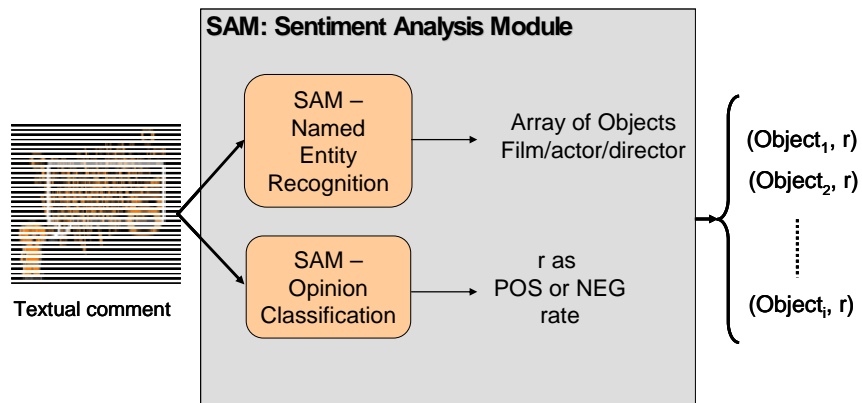 SAM: Sentiment Analysis Module
SAM –
Named
Entity
Recognition
Array of Objects
Film/actor/director
SAM –
Opinion
Classification
r as
POS or NEG
rate
Textual comment
(Object₁, r)
(Object₂, r)
(Objectᵢ, r)